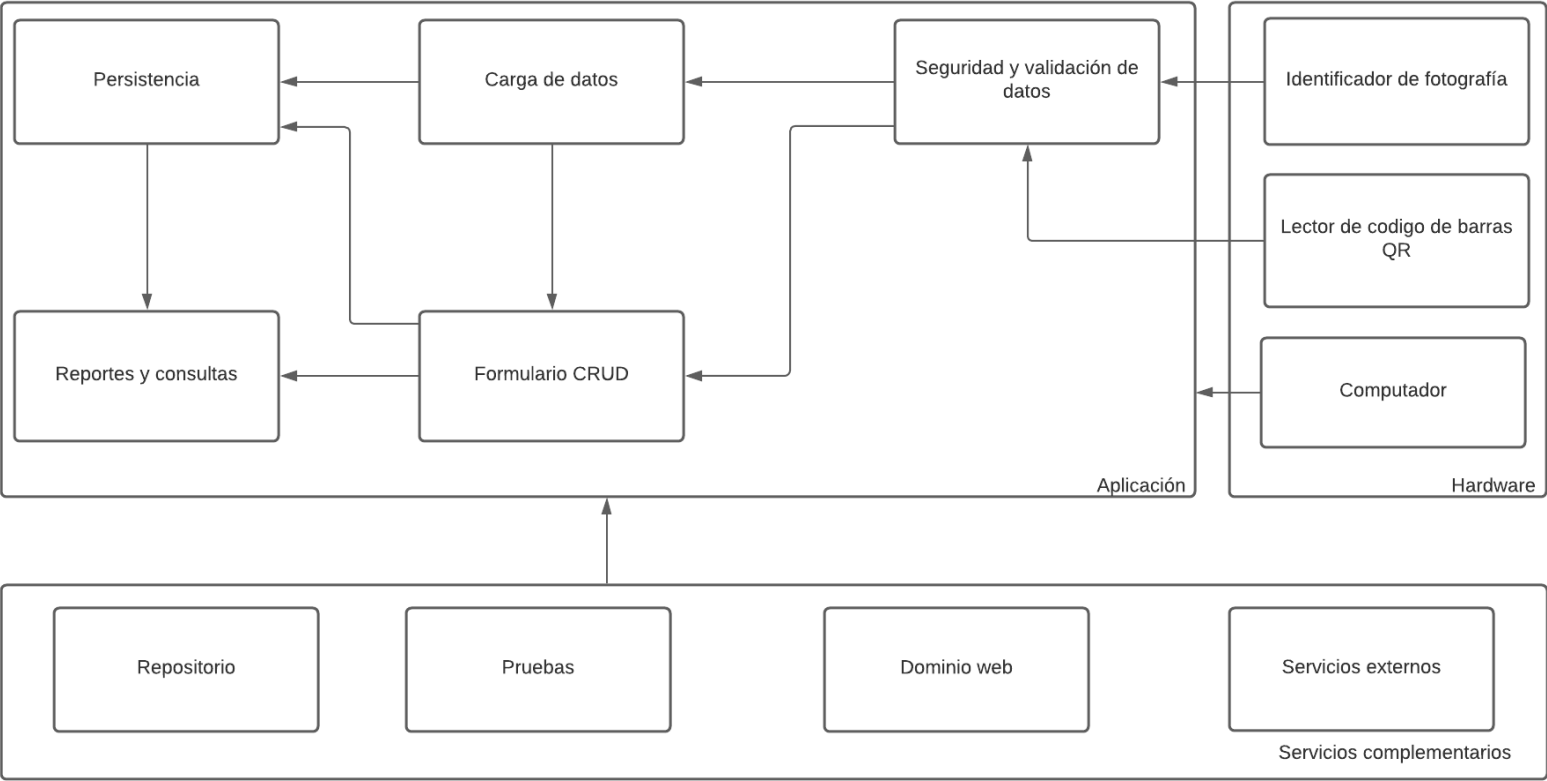 Persistencia
Carga de datos
Seguridad y validación de
datos
Identificador de fotografía
Lector de codigo de barras
QR
Reportes y consultas
Formulario CRUD
Computador
Aplicación
Hardware
Repositorio
Pruebas
Dominio web
Servicios externos
Servicios complementarios